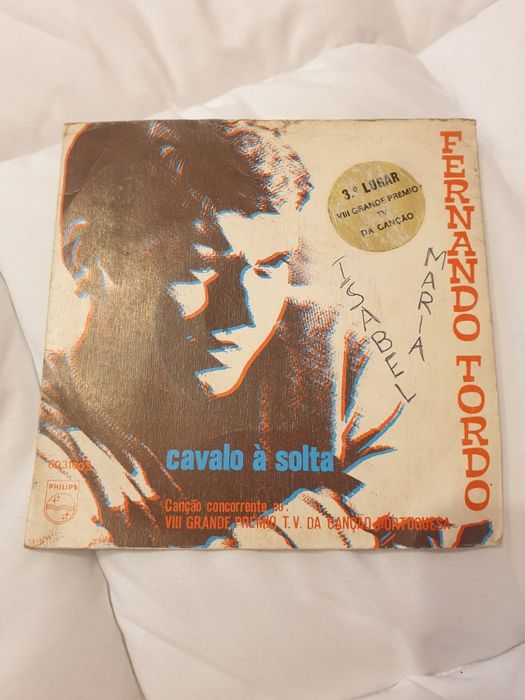 FERNANDO TORDO
3.º LUGAR
VIII GRANDE PREMIO
TV
DA CANÇÃO
ISABEL
MARIA
cavalo à solta
PHILIPS
Canção concorrente ao:
VIII GRANDE PREMIO T.V. DA CANÇÃO PORTUGUESA